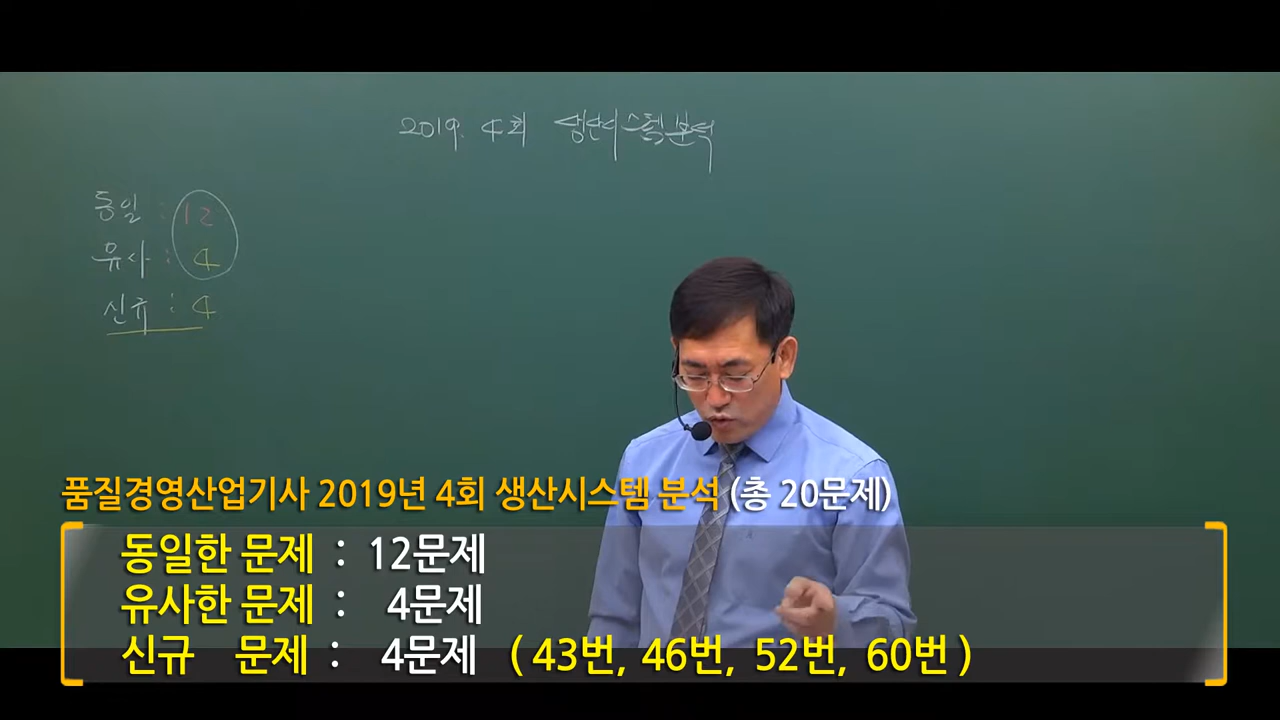 2019. 4회 생산시스템분석
동일 : 12
유사 : 4
신규 : 4
품질경영산업기사 2019년 4회 생산시스템 분석 (총 20문제)
동일한 문제 : 12문제
유사한 문제 : 4문제
신규 문제 : 4문제 ( 43번, 46번, 52번, 60번 )